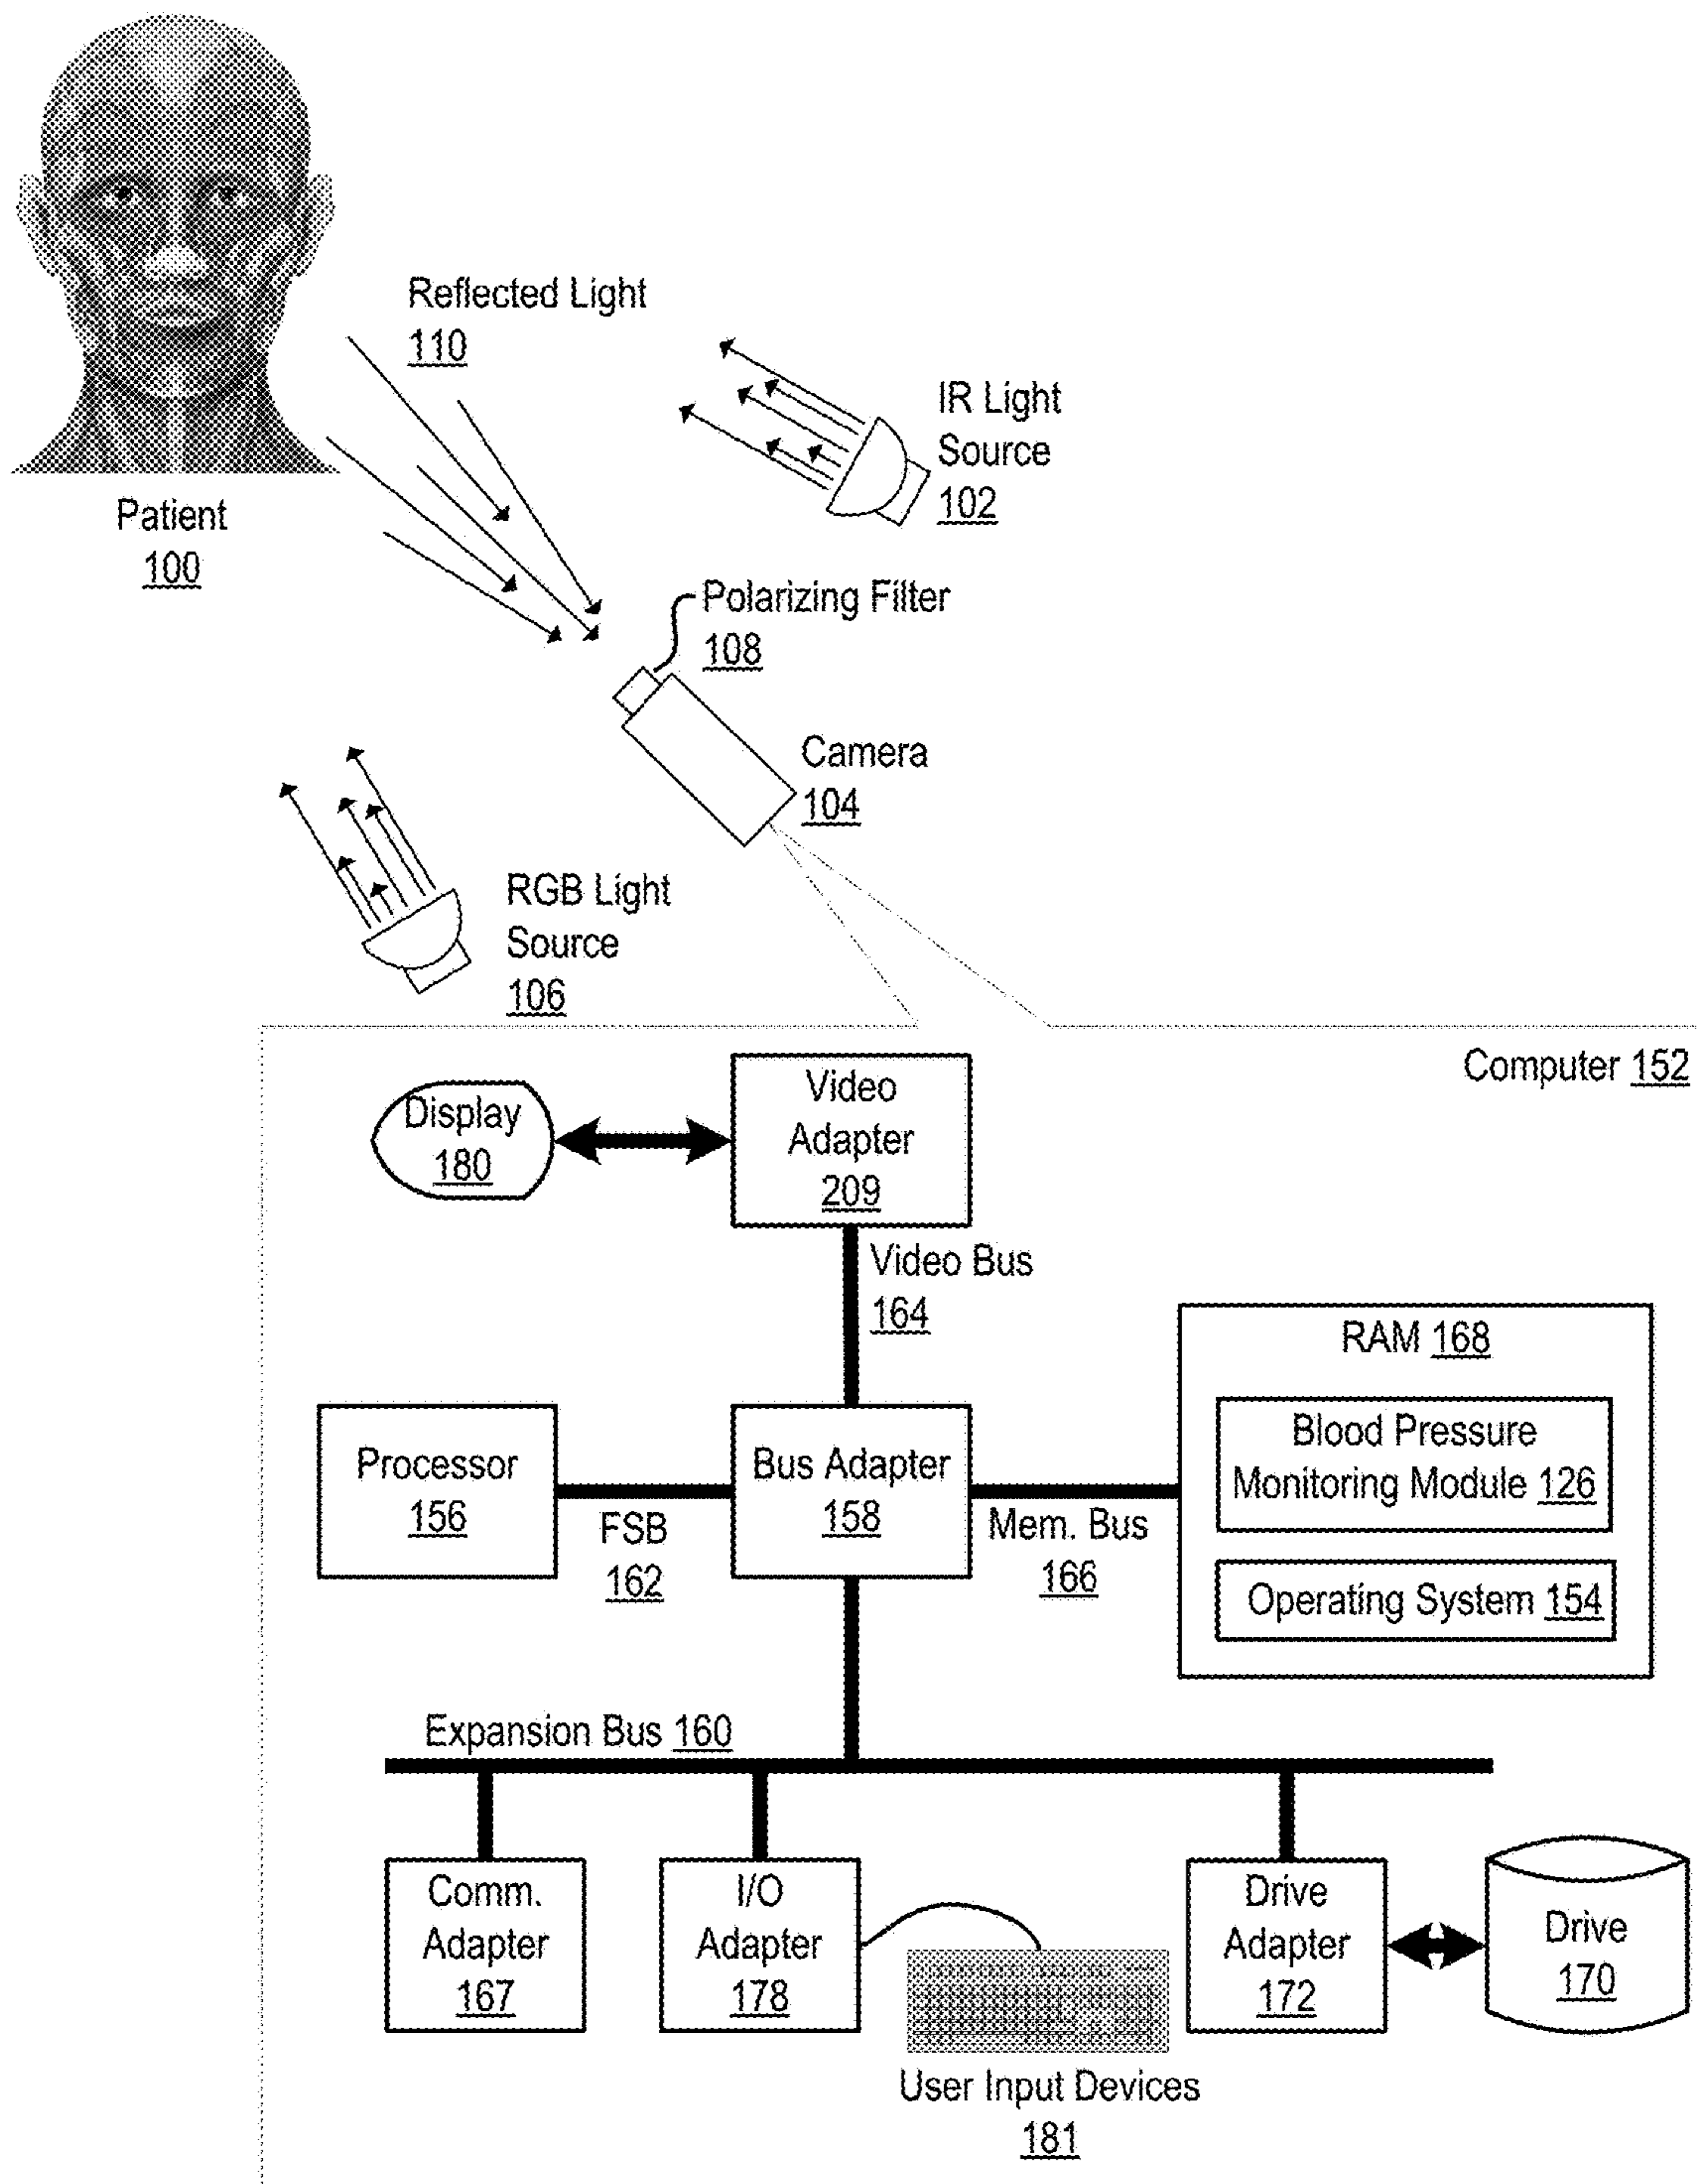 Reflected Light
110
IR Light
Source
102
Patient
100
Polarizing Filter
108
Camera
104
RGB Light
Source
106
Computer 152
Display
180
Video
Adapter
209
Video Bus
164
RAM 168
Blood Pressure
Monitoring Module 126
Operating System 154
Processor
156
FSB
162
Bus Adapter
158
Mem. Bus
166
Expansion Bus 160
Comm.
Adapter
167
I/O
Adapter
178
User Input Devices
181
Drive
Adapter
172
Drive
170